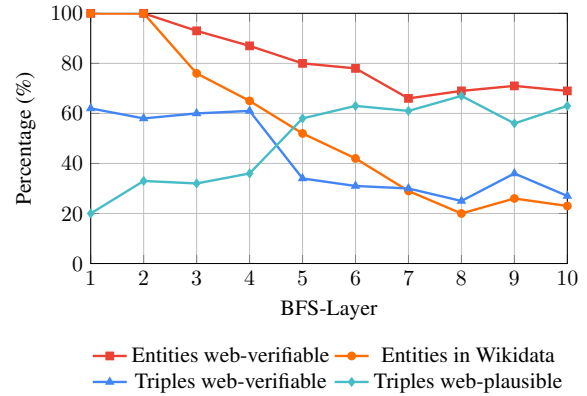 Percentage (%)
100
80
60
40
20
0
1 2 3 4 5 6 7 8 9 10
BFS-Layer
Entities web-verifiable Entities in Wikidata
Triples web-verifiable Triples web-plausible